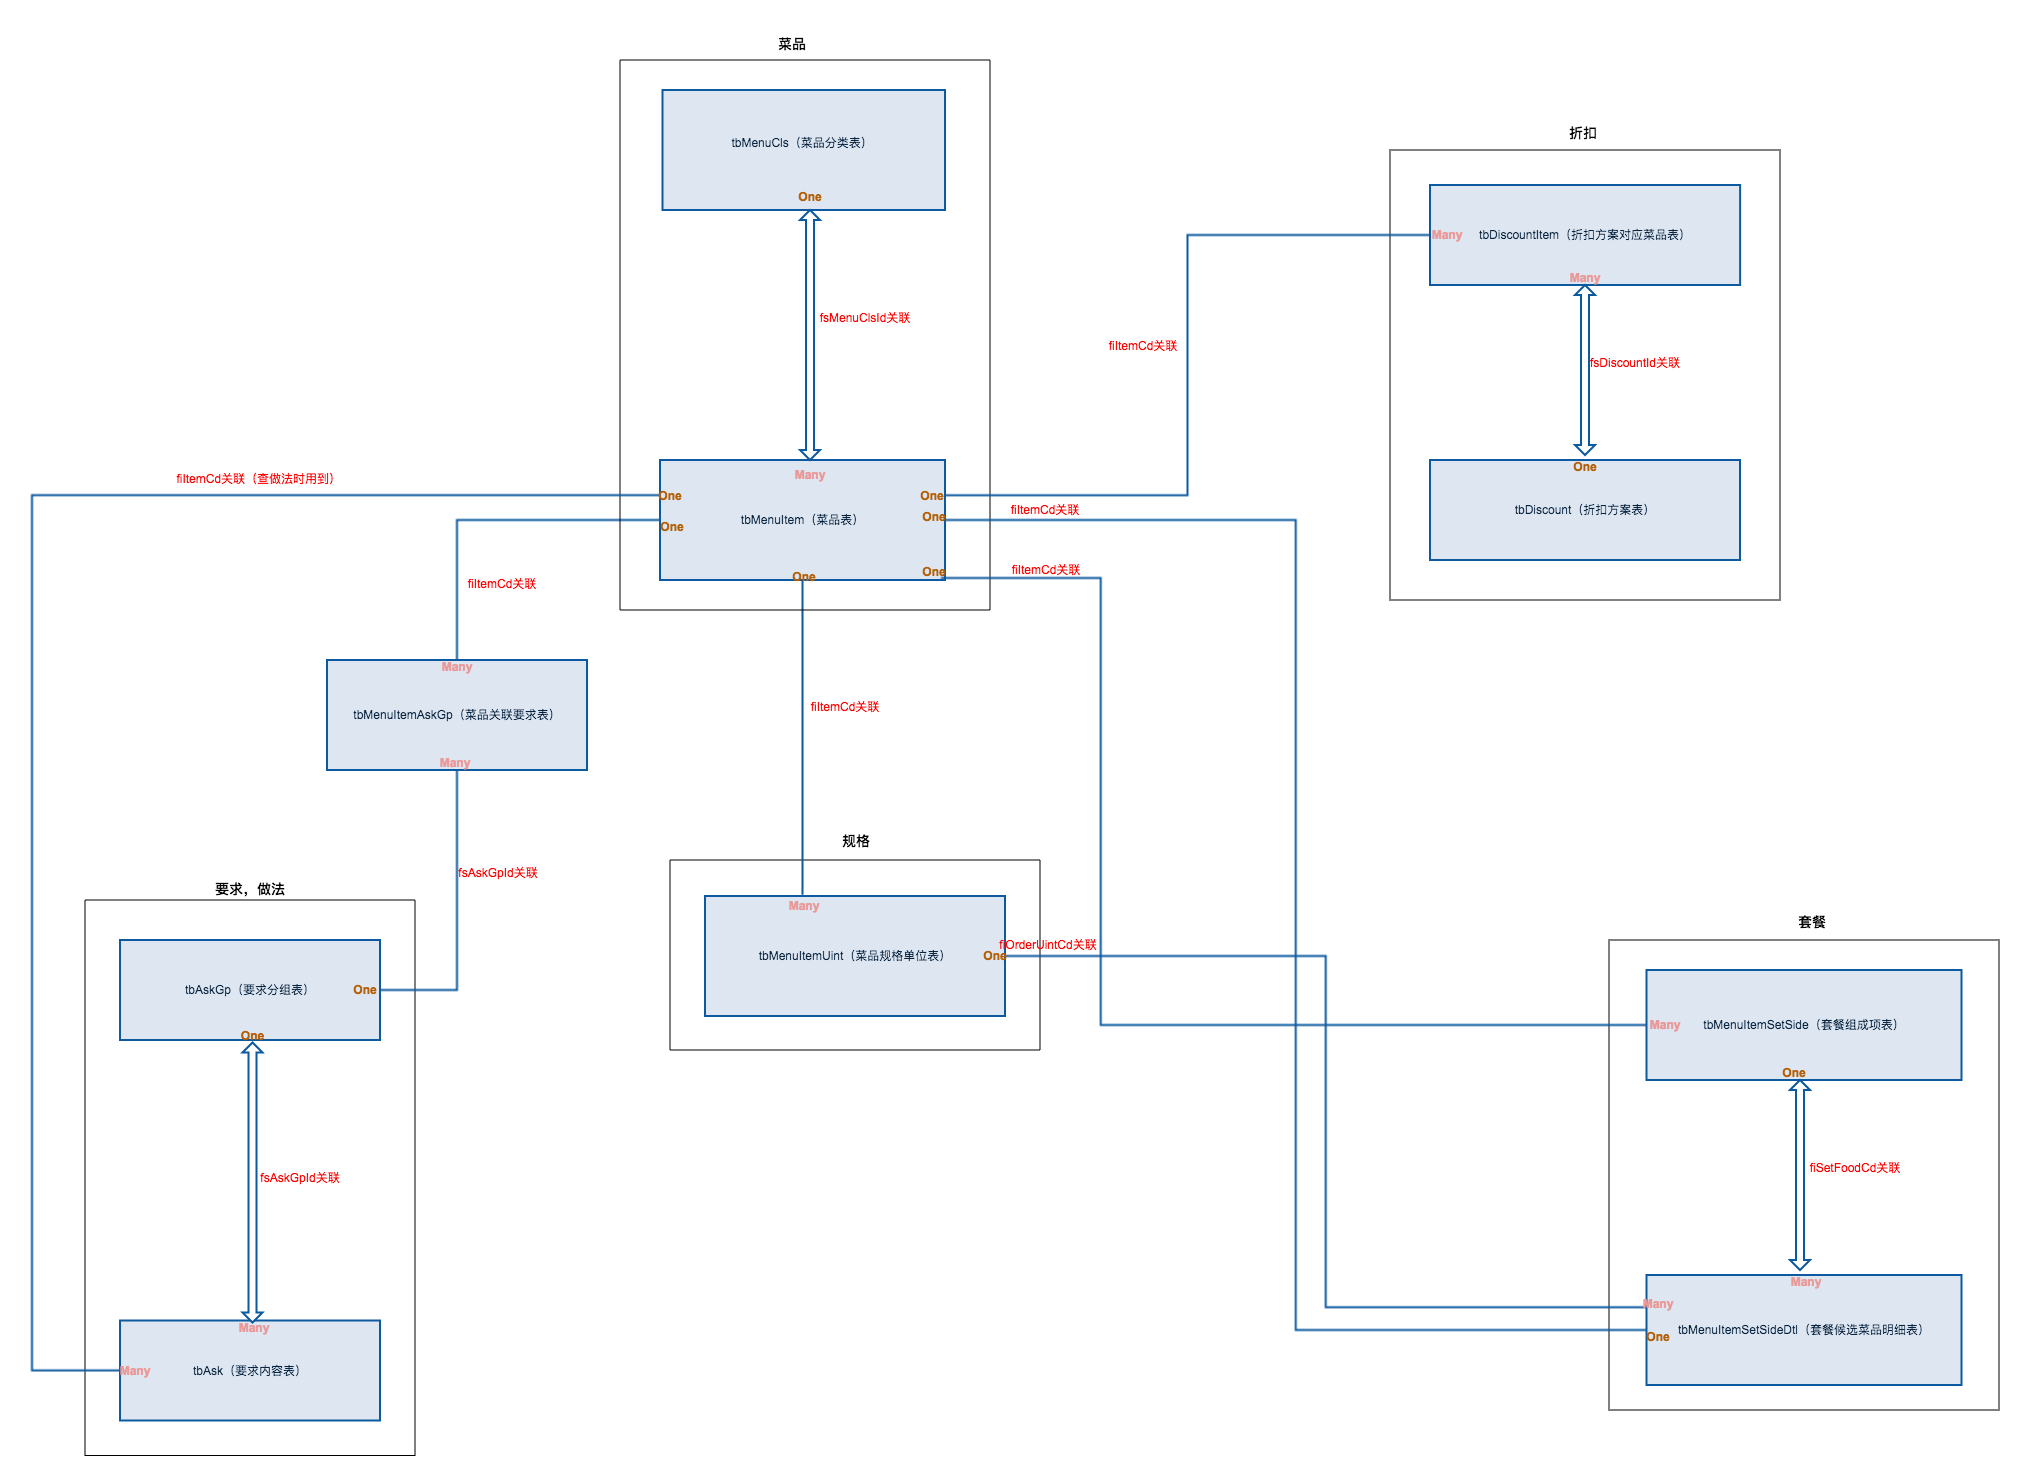 菜品
tbMenuCls（菜品分类表）
One
fsMenuClsId关联
Many
One
One
tbMenuItem（菜品表）
One
One
One
One
折扣
Many
tbDiscountItem（折扣方案对应菜品表）
Many
fsDiscountId关联
One
tbDiscount（折扣方案表）
fiItemCd关联
fiItemCd关联
fiItemCd关联
fiItemCd关联（查做法时用到）
fiItemCd关联
Many
tbMenuItemAskGp（菜品关联要求表）
Many
fsAskGpId关联
fiItemCd关联
规格
Many
tbMenuItemUint（菜品规格单位表）
One
fiOrderUintCd关联
要求，做法
tbAskGp（要求分组表）
One
One
fsAskGpId关联
Many
Many
tbAsk（要求内容表）
套餐
Many
tbMenuItemSetSide（套餐组成项表）
One
fiSetFoodCd关联
Many
Many
tbMenuItemSetSideDtl（套餐候选菜品明细表）
One